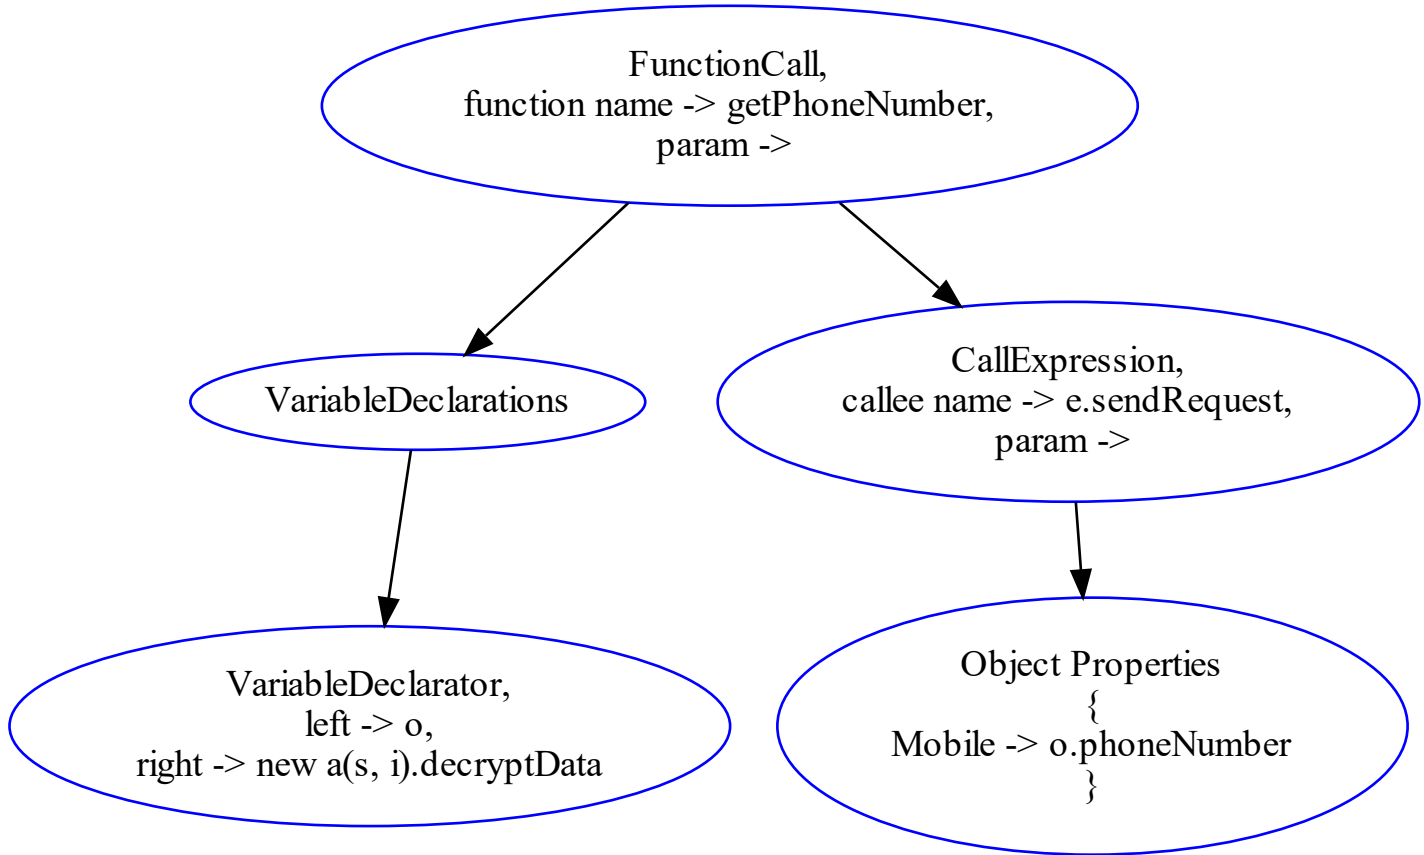 FunctionCall,
function name -> getPhoneNumber,
param ->
VariableDeclarations
CallExpression,
callee name -> e.sendRequest,
param ->
VariableDeclarator,
left -> o,
right -> new a(s, i).decryptData
Object Properties
{
Mobile -> o.phoneNumber
}